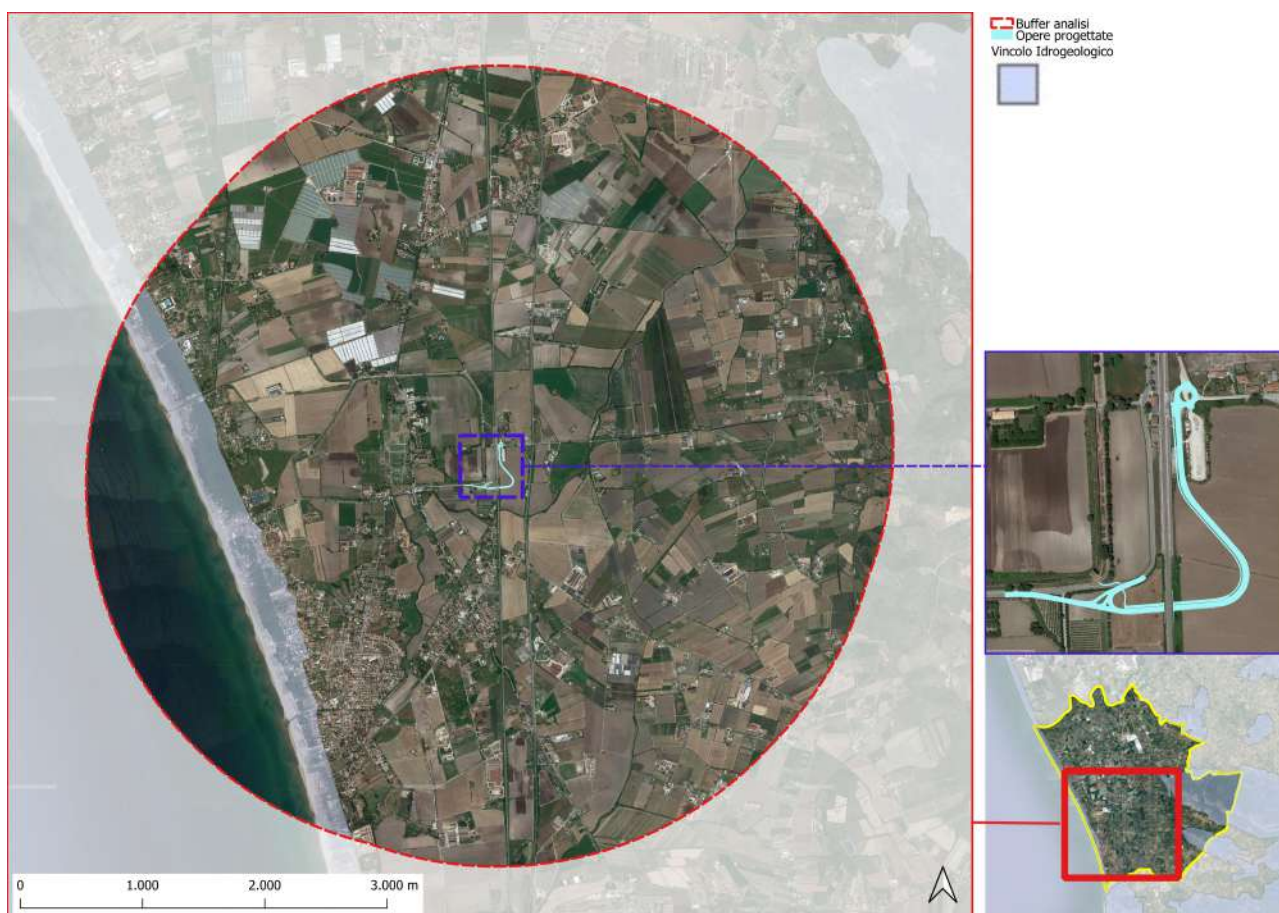 Buffer analisi
Opere progettate
Vincolo Idrogeologico
0 1.000 2.000 3.000 m